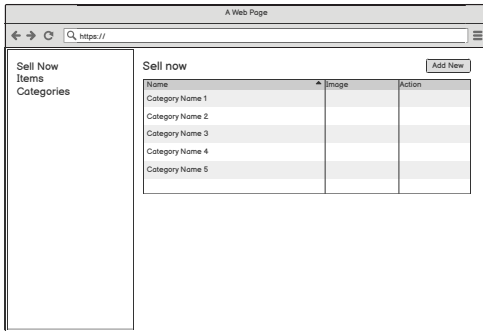 A Web Page
https://
Sell Now
Items
Categories
Sell now
Add New
Name Image Action
Category Name 1
Category Name 2
Category Name 3
Category Name 4
Category Name 5